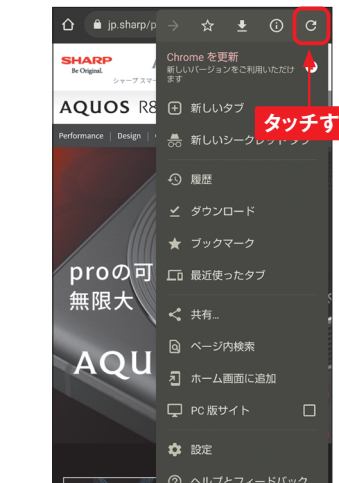 jp.sharp/p
SHARP
Be Original.
シャープスマー
AQUOS R8
Performance | Design |
proの可
無限大
AQU
Chrome を更新
新しいバージョンをご利用いただけ
ます
新しいタブ
タッチす
新しいシークレット タブ
履歴
ダウンロード
ブックマーク
最近使ったタブ
共有...
ページ内検索
ホーム画面に追加
PC 版サイト
設定
ヘルプとフィードバック